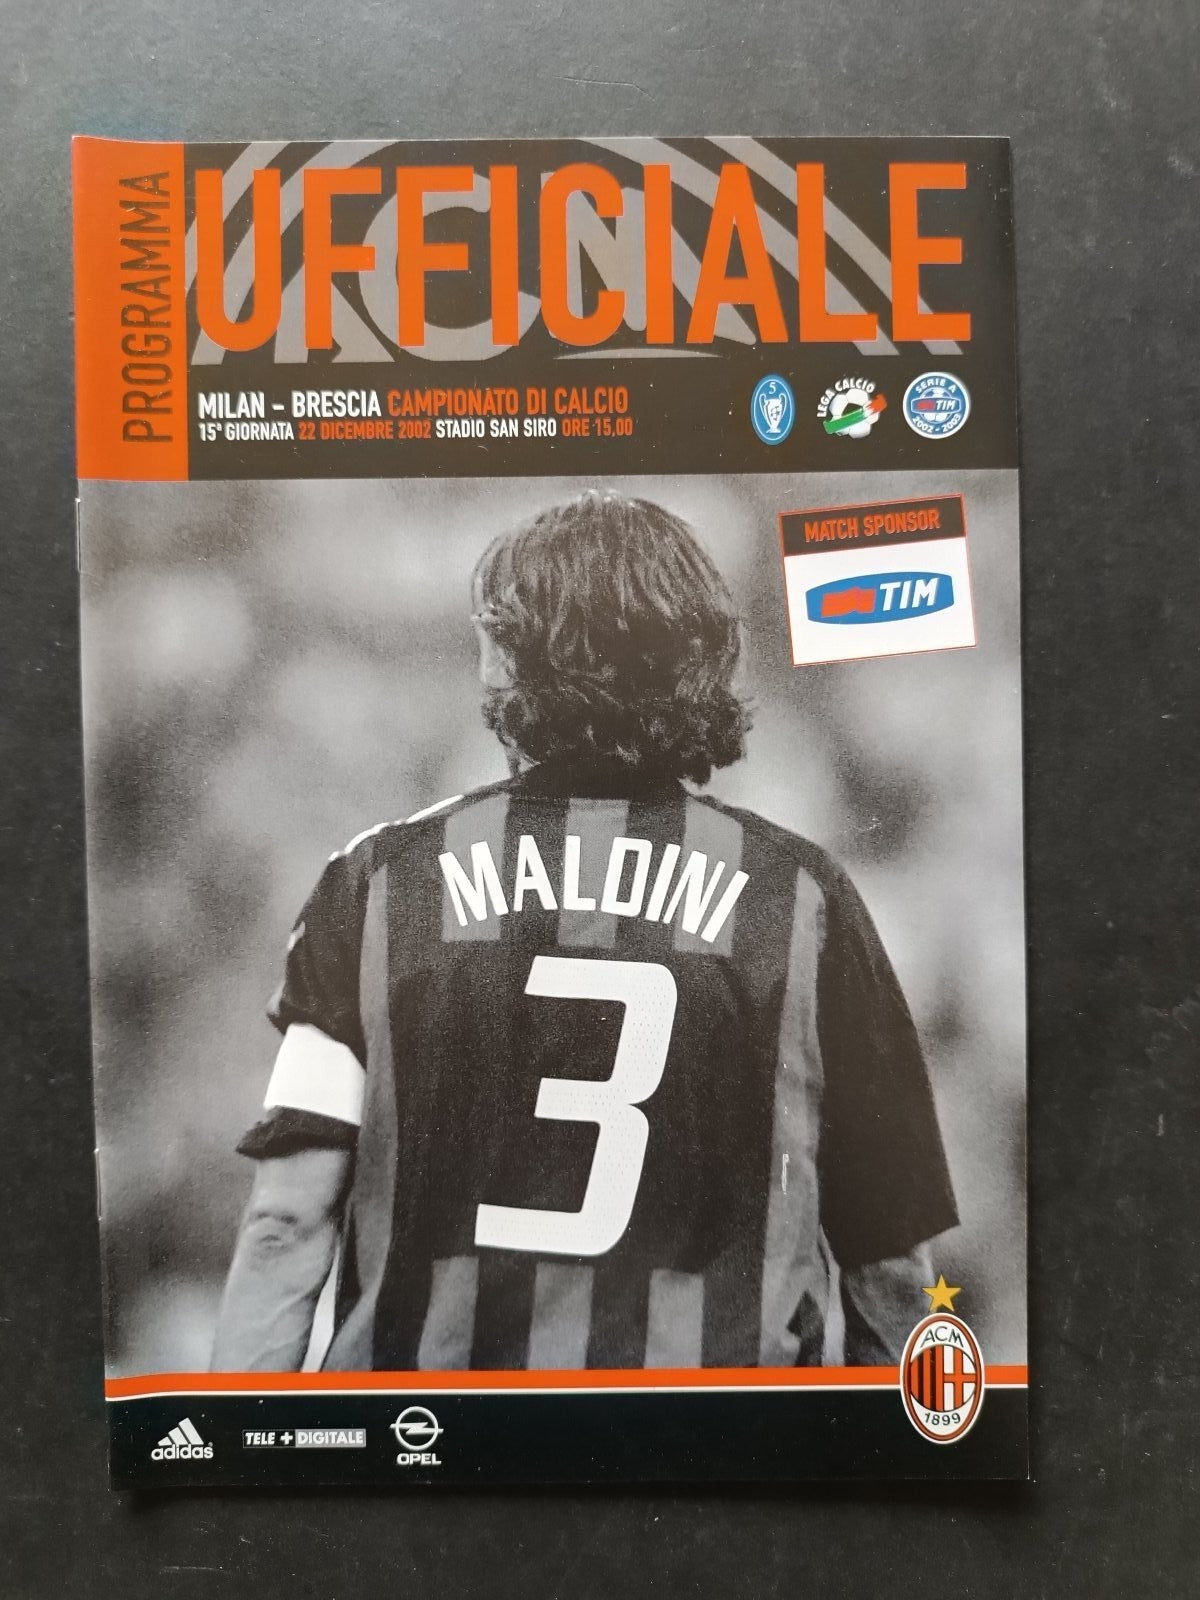 PROGRAMMA
UFFICIALE
MILAN - BRESCIA CAMPIONATO DI CALCIO
15ª GIORNATA 22 DICEMBRE 2002 STADIO SAN SIRO ORE 15,00
5
LEGA CALCIO
SERIE A
TIM
2002 - 2003
MATCH SPONSOR
TIM
MALDINI
3
ACM
1899
adidas
TELE + DIGITALE
OPEL